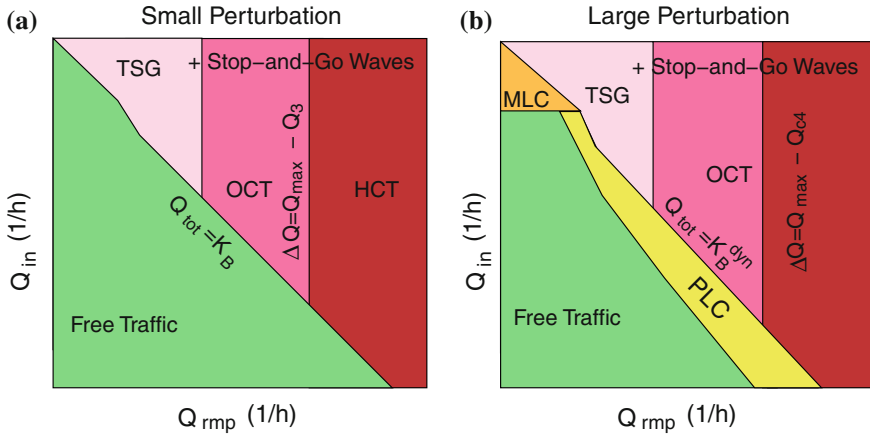 (a)
Small Perturbation
TSG
+ Stop−and−Go Waves
OCT
ΔQ=Q_max − Q_3
HCT
Q_tot =K_B
Free Traffic
Q_in (1/h)
Q_rmp (1/h)
(b)
Large Perturbation
MLC
TSG
+ Stop−and−Go Waves
OCT
ΔQ=Q_max − Q_c4
Q_tot =K_B^dyn
PLC
Free Traffic
Q_in (1/h)
Q_rmp (1/h)